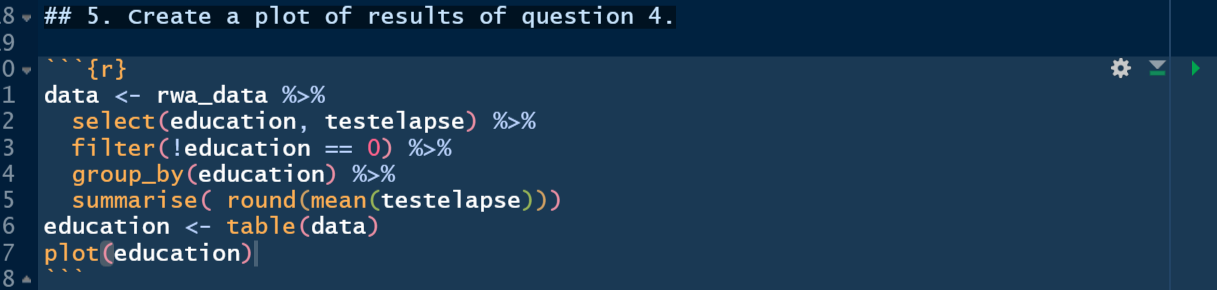 8 ## 5. Create a plot of results of question 4.
9
0 ```{r}
1 data <- rwa_data %>%
2   select(education, testelapse) %>%
3   filter(!education == 0) %>%
4   group_by(education) %>%
5   summarise( round(mean(testelapse)))
6 education <- table(data)
7 plot(education)
8 ```